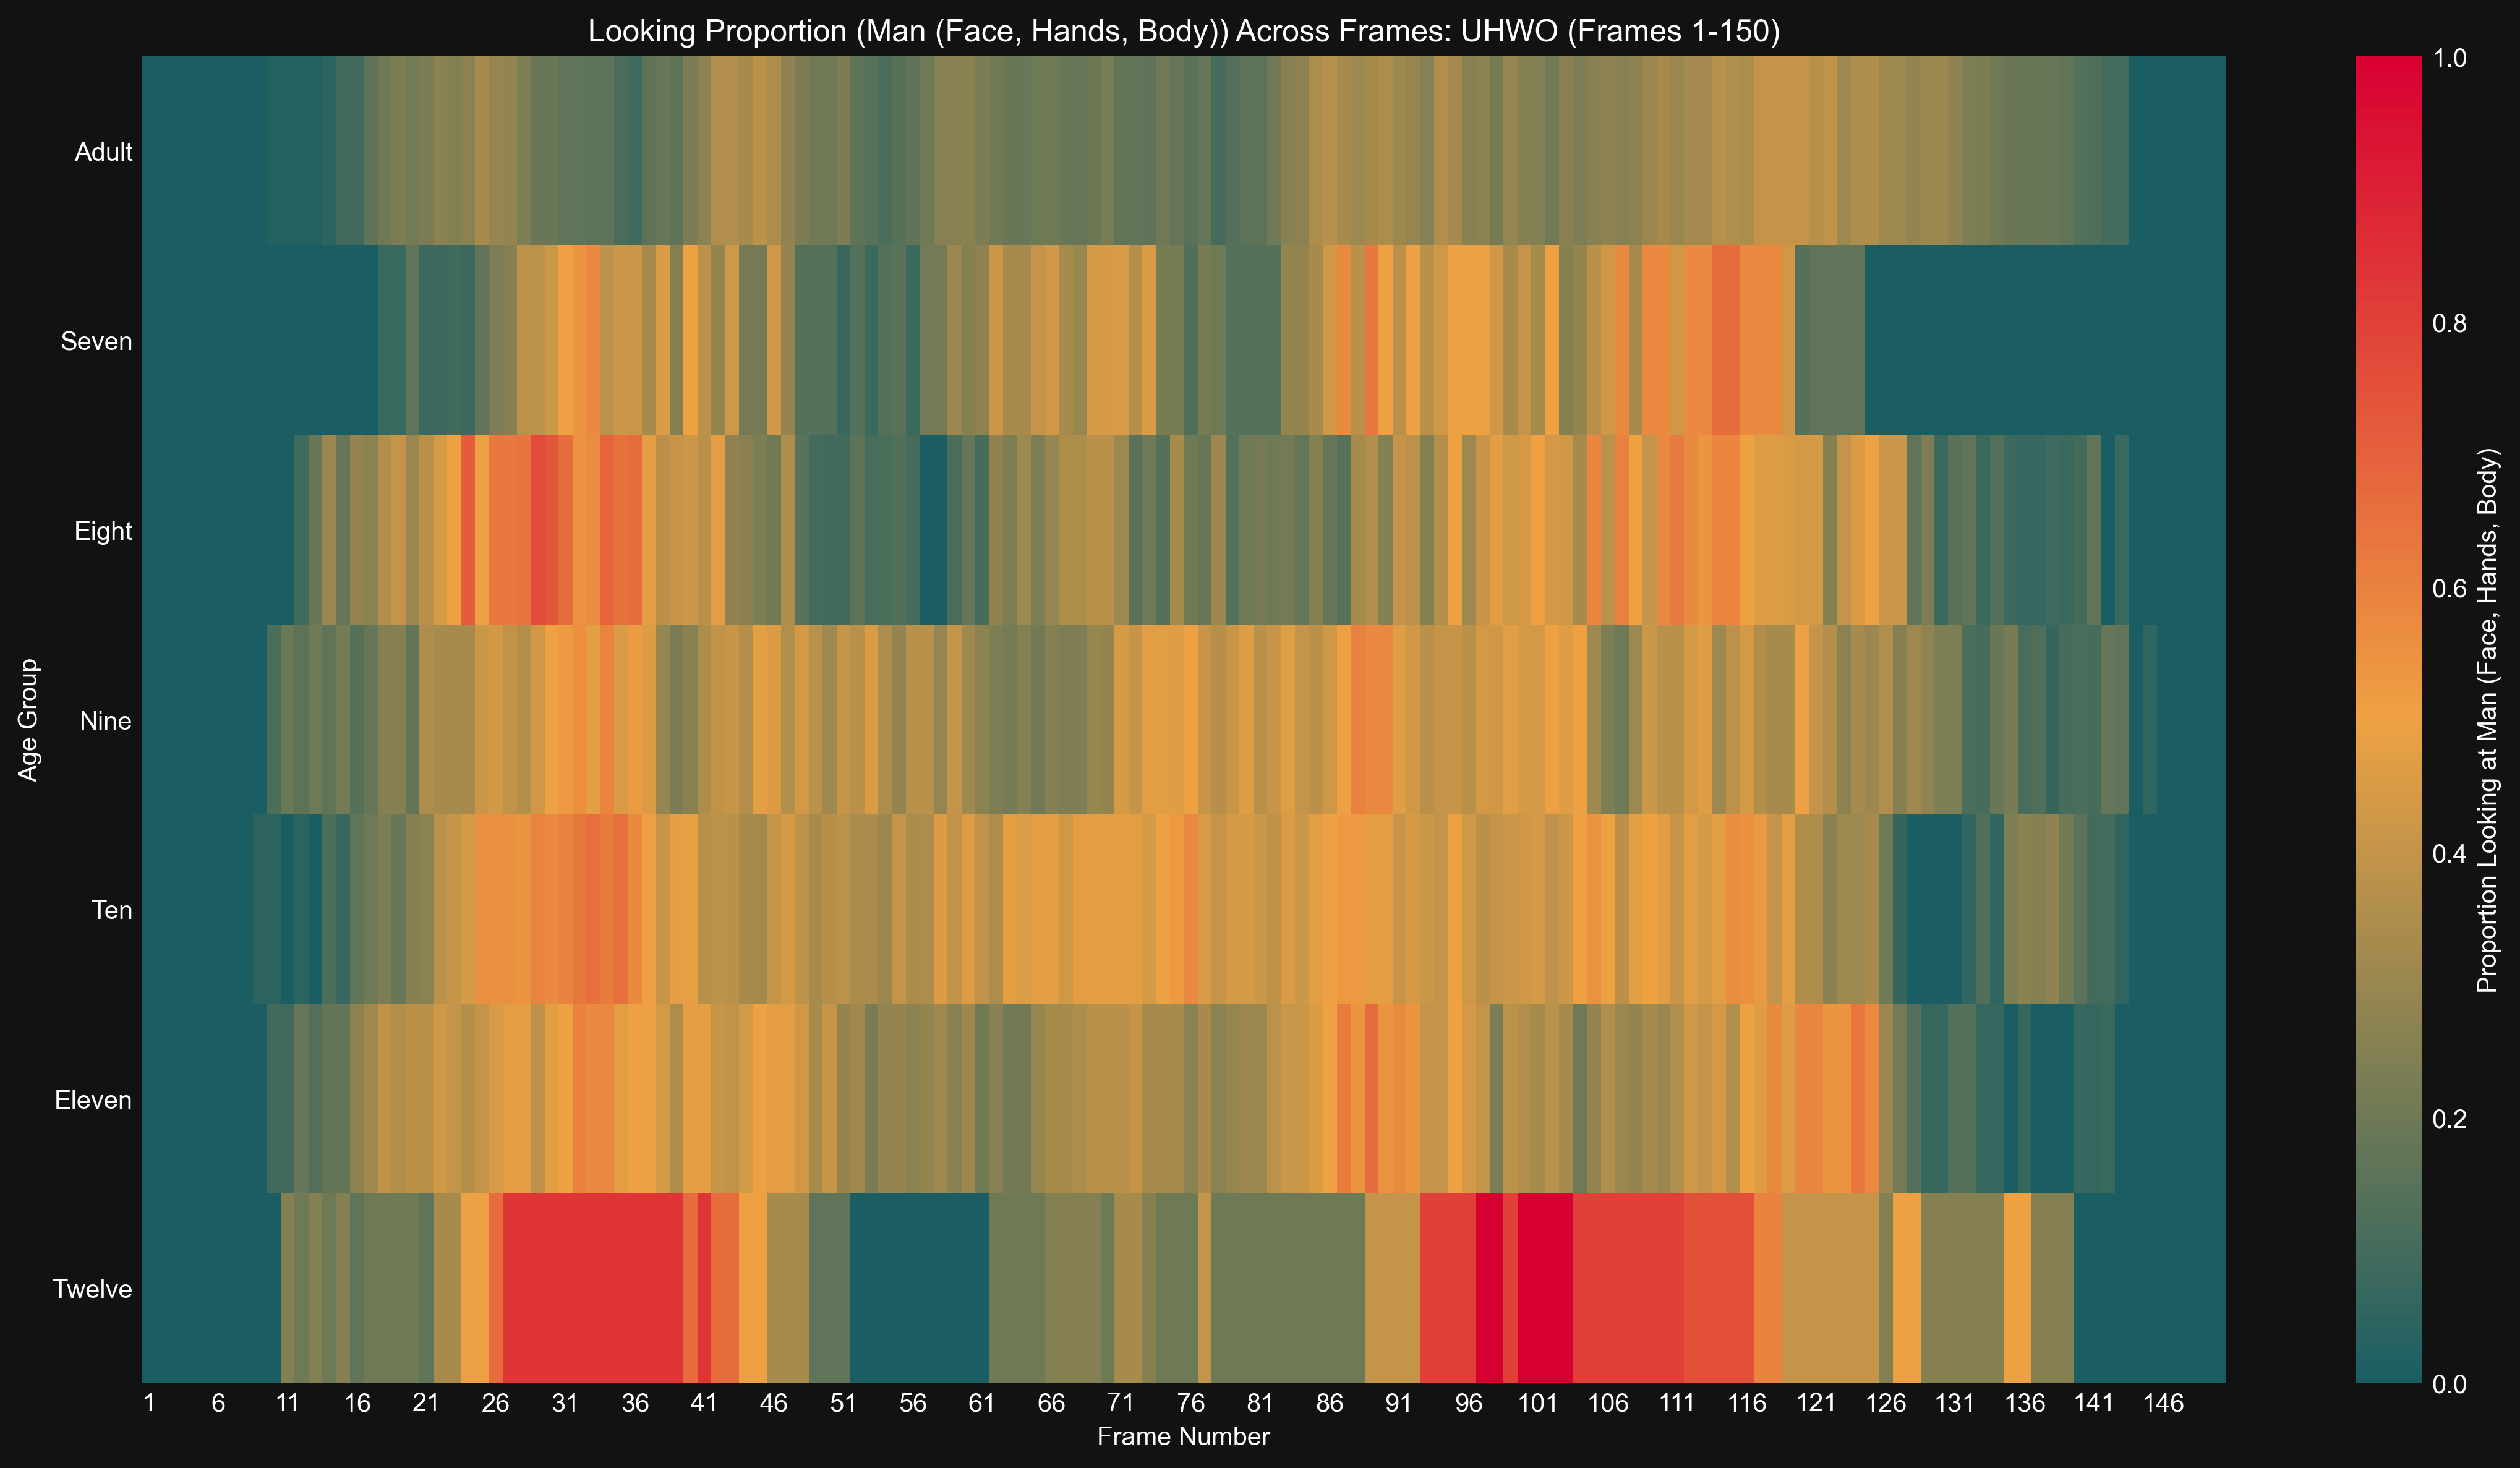 Looking Proportion (Man (Face, Hands, Body)) Across Frames: UHWO (Frames 1-150)
Age Group
Adult
Seven
Eight
Nine
Ten
Eleven
Twelve
1 6 11 16 21 26 31 36 41 46 51 56 61 66 71 76 81 86 91 96 101 106 111 116 121 126 131 136 141 146
Frame Number
1.0
0.8
0.6
0.4
0.2
0.0
Proportion Looking at Man (Face, Hands, Body)